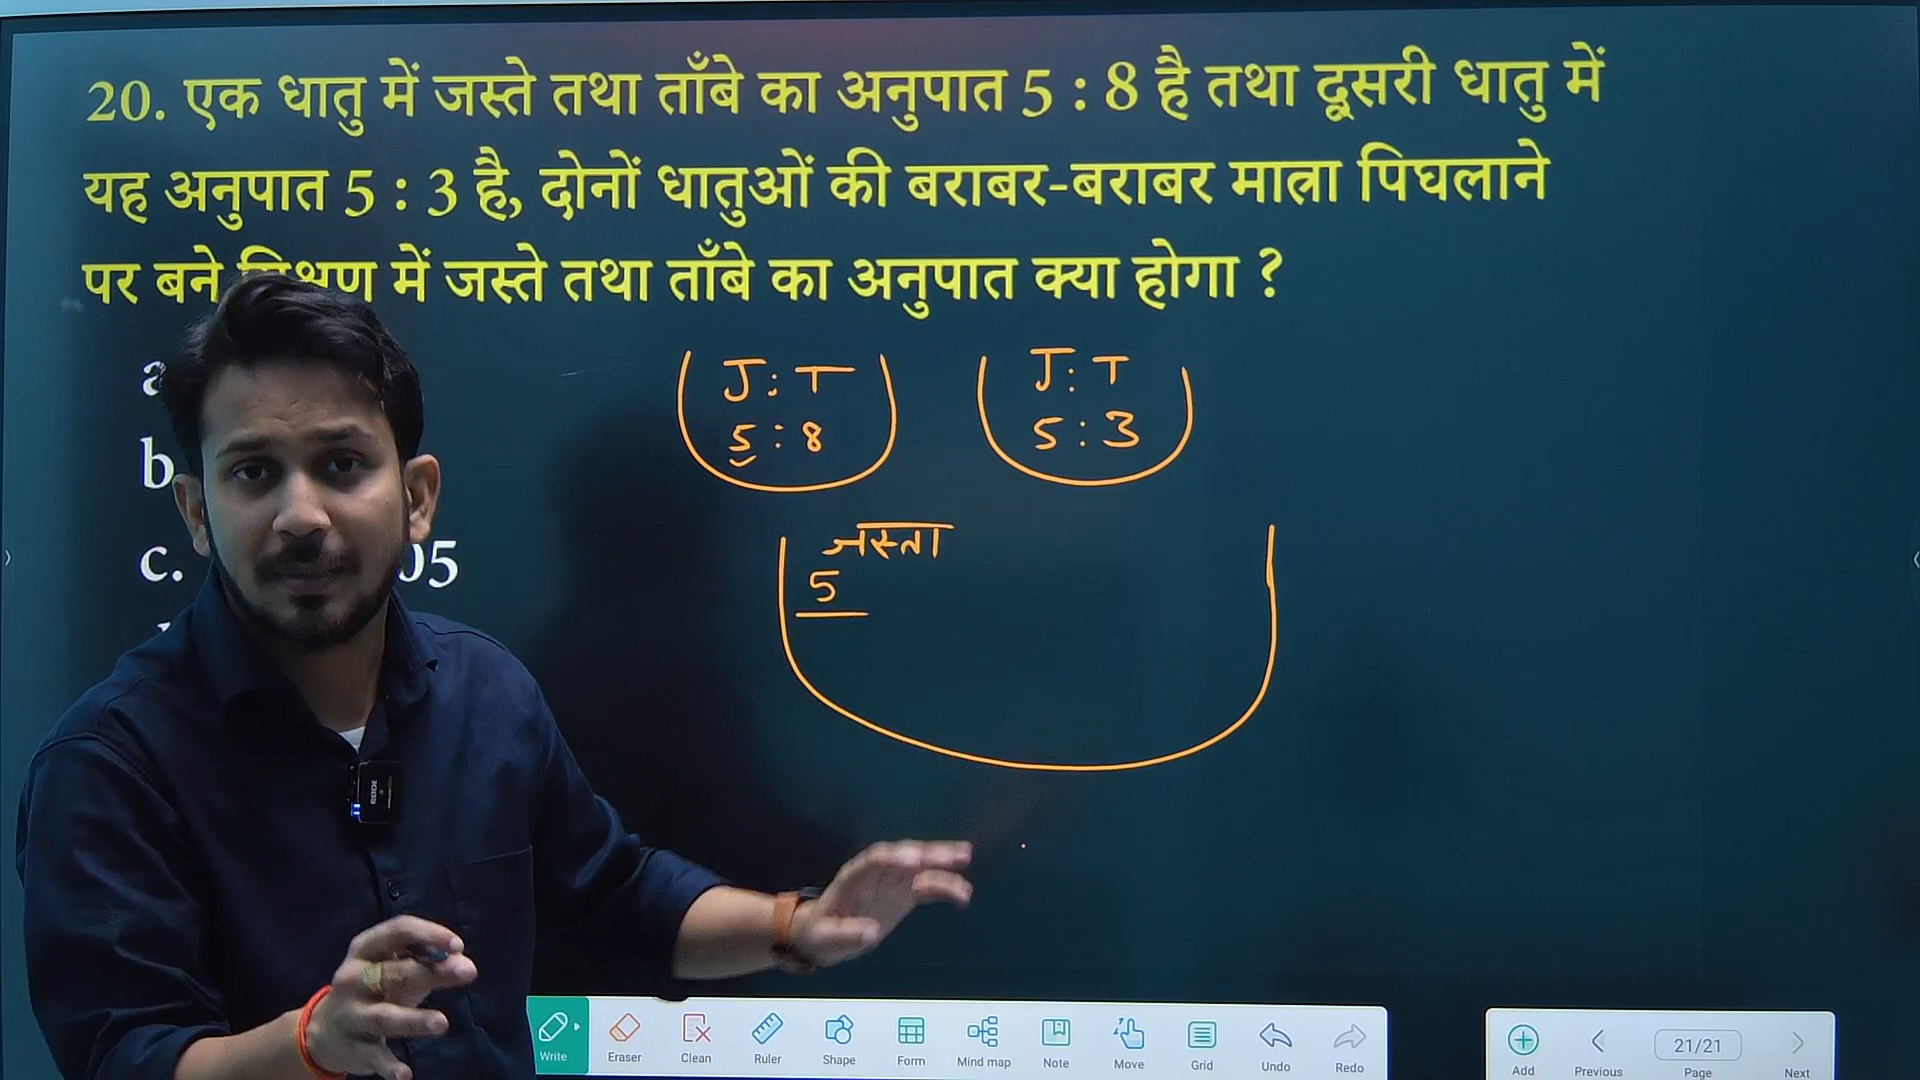 20. एक धातु में जस्ते तथा ताँबे का अनुपात 5 : 8 है तथा दूसरी धातु में
यह अनुपात 5 : 3 है, दोनों धातुओं की बराबर-बराबर मात्रा पिघलाने
पर बने मिश्रण में जस्ते तथा ताँबे का अनुपात क्या होगा ?
J : T
5 : 8
J : T
5 : 3
b
c. 05
जस्ता
5
RODE
Write
Eraser
Clean
Ruler
Shape
Form
Mind map
Note
Move
Grid
Undo
Redo
Add
Previous
21/21
Page
Next